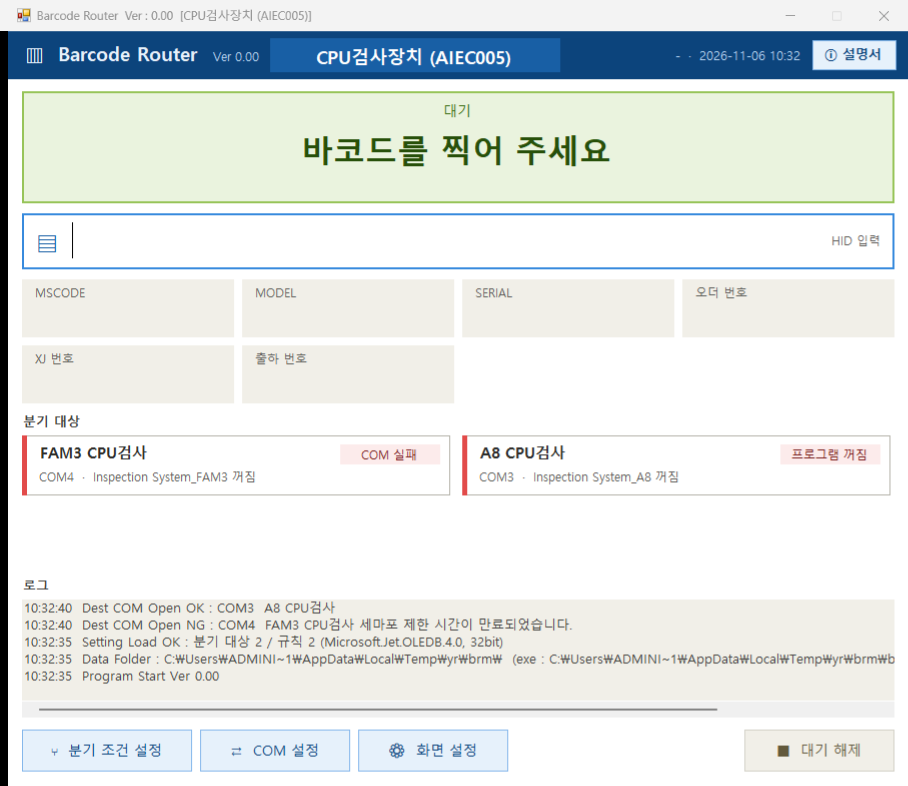 Barcode Router Ver : 0.00 [CPU검사장치 (AIEC005)]
Barcode Router Ver 0.00 CPU검사장치 (AIEC005) - · 2026-11-06 10:32 ⓘ 설명서
대기
바코드를 찍어 주세요
HID 입력
MSCODE MODEL SERIAL 오더 번호
XJ 번호 출하 번호
분기 대상
FAM3 CPU검사 COM 실패
COM4 · Inspection System_FAM3 꺼짐
A8 CPU검사 프로그램 꺼짐
COM3 · Inspection System_A8 꺼짐
로그
10:32:40 Dest COM Open OK : COM3 A8 CPU검사
10:32:40 Dest COM Open NG : COM4 FAM3 CPU검사 세마포 제한 시간이 만료되었습니다.
10:32:35 Setting Load OK : 분기 대상 2 / 규칙 2 (Microsoft.Jet.OLEDB.4.0, 32bit)
10:32:35 Data Folder : C:₩Users₩ADMINI~1₩AppData₩Local₩Temp₩yr₩brm₩ (exe : C:₩Users₩ADMINI~1₩AppData₩Local₩Temp₩yr₩brm₩b
10:32:35 Program Start Ver 0.00
분기 조건 설정 ⇄ COM 설정 화면 설정 ■ 대기 해제